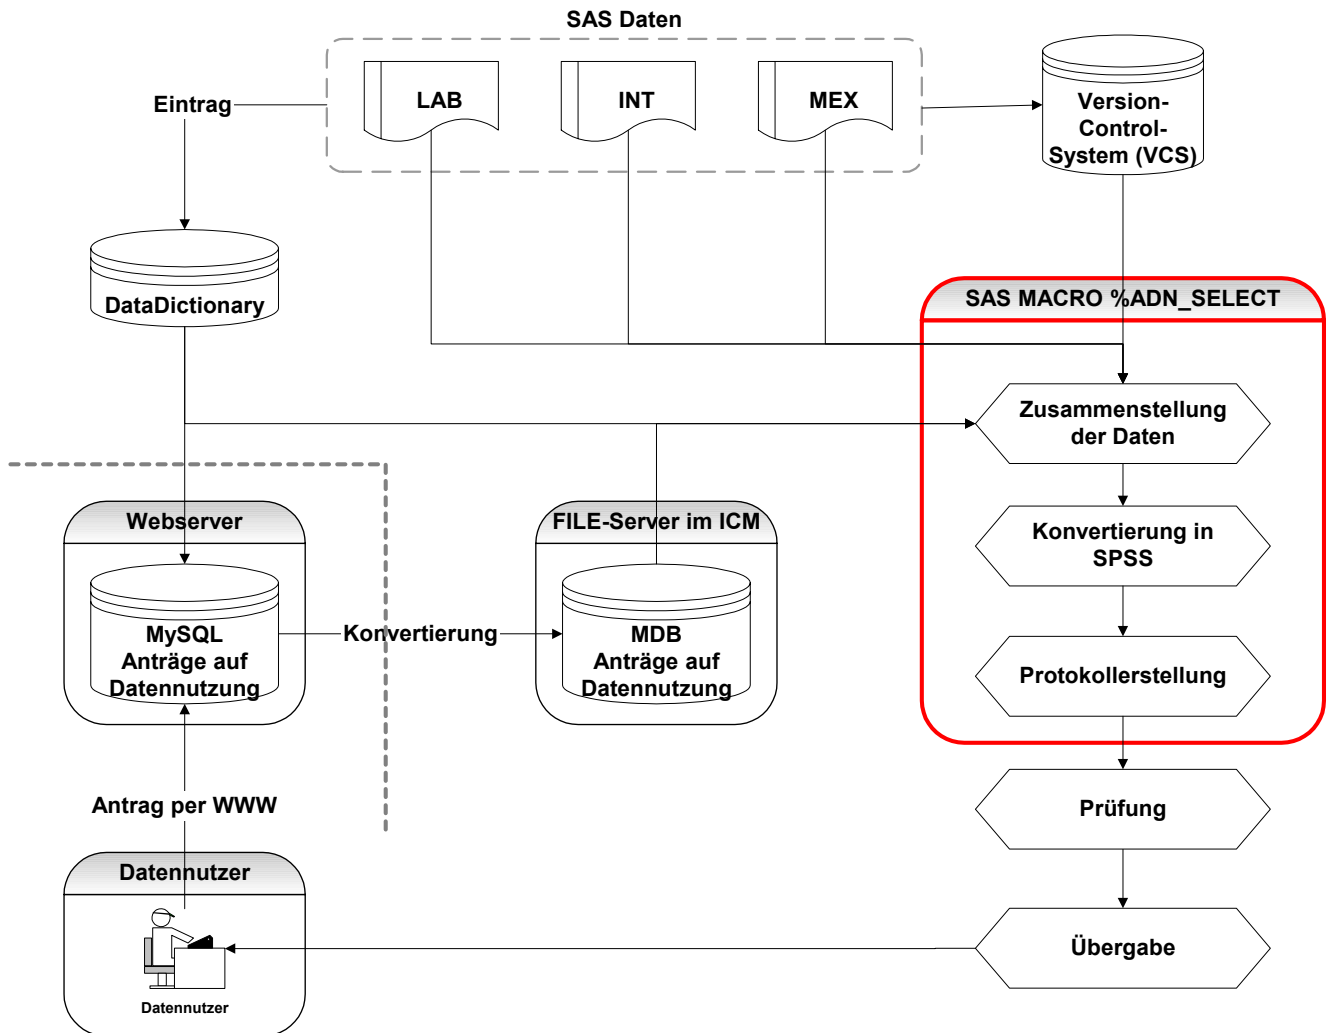 SAS Daten
Eintrag
LAB
INT
MEX
Version-
Control-
System (VCS)
DataDictionary
SAS MACRO %ADN_SELECT
Zusammenstellung
der Daten
Webserver
FILE-Server im ICM
Konvertierung in
SPSS
MySQL
Anträge auf
Datennutzung
Konvertierung
MDB
Anträge auf
Datennutzung
Protokollerstellung
Antrag per WWW
Prüfung
Datennutzer
Übergabe
Datennutzer